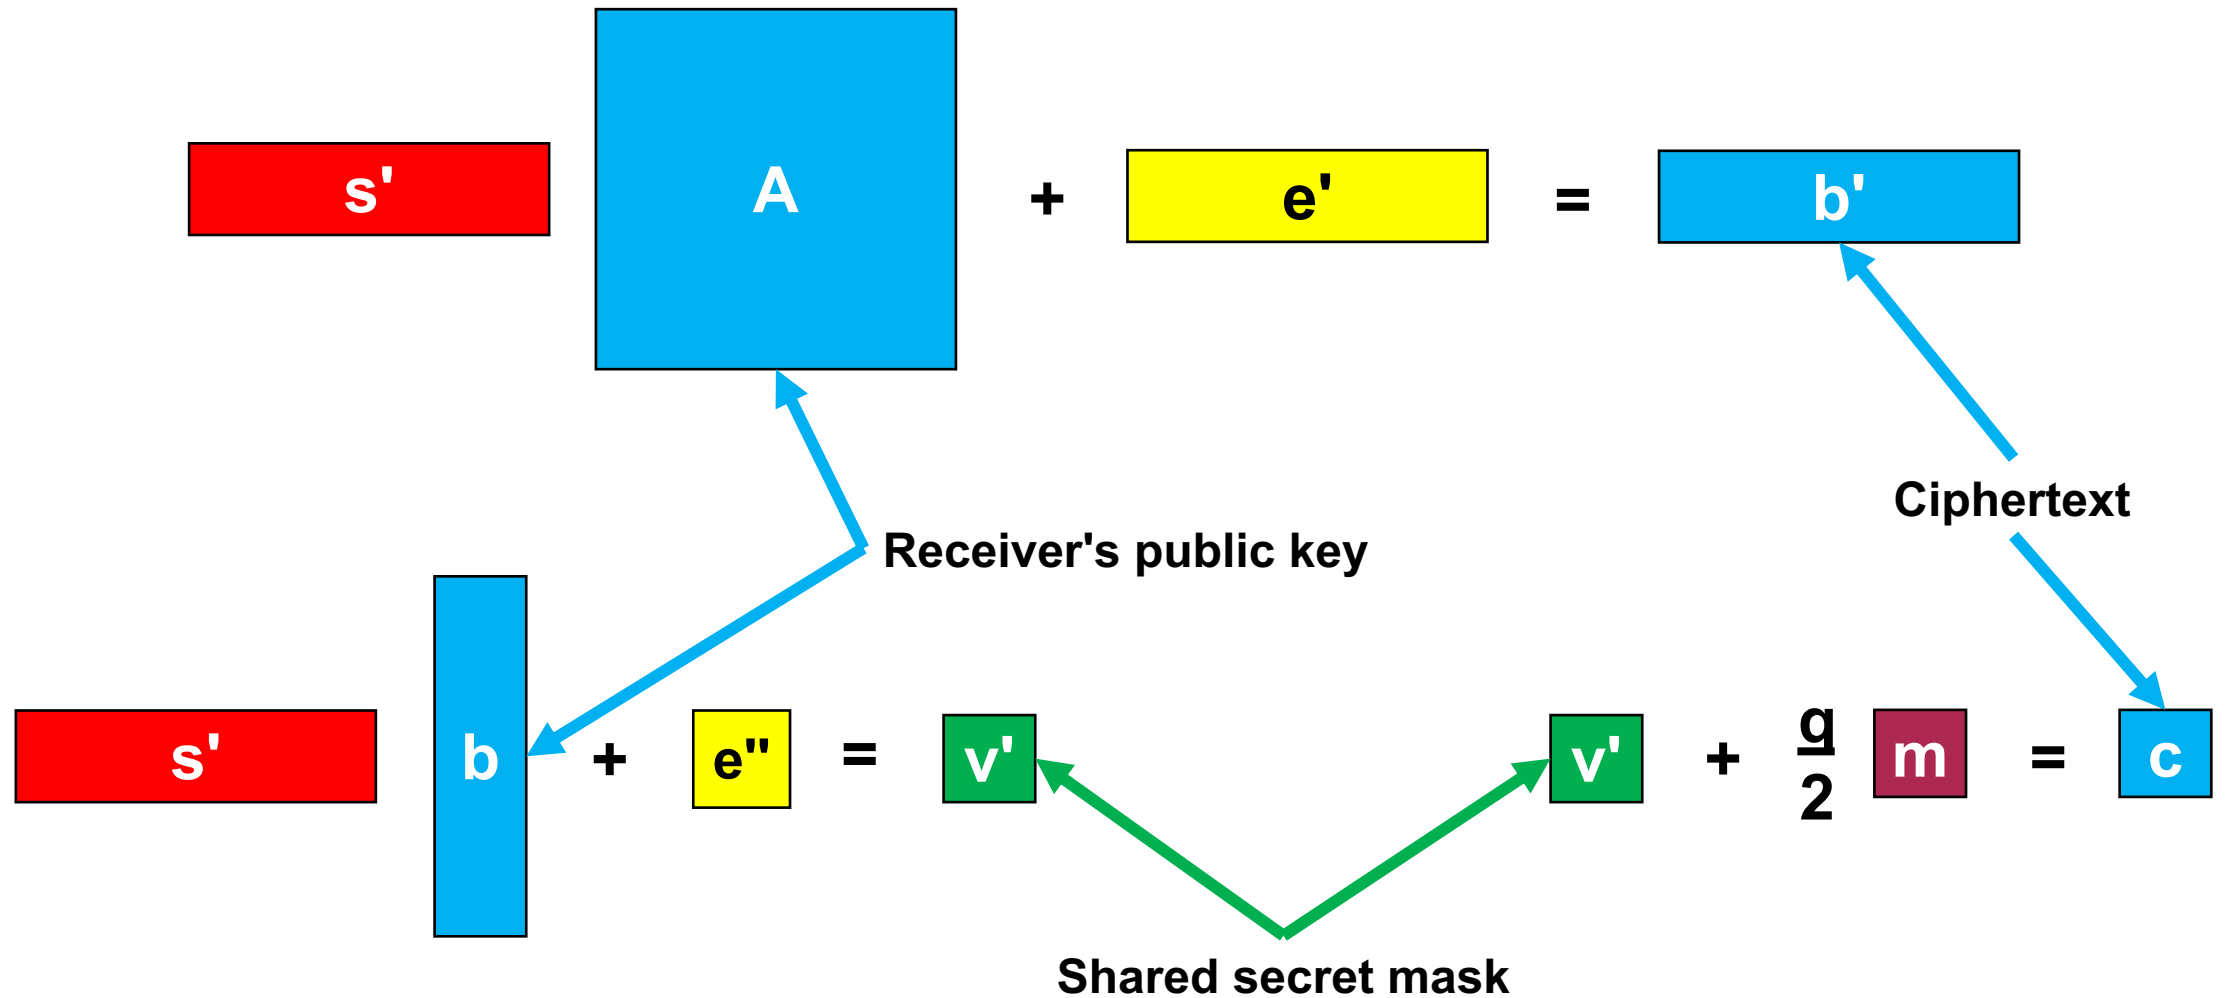 s' A + e' = b'
Ciphertext
Receiver's public key
s' b + e'' = v' v' + q/2 m = c
Shared secret mask